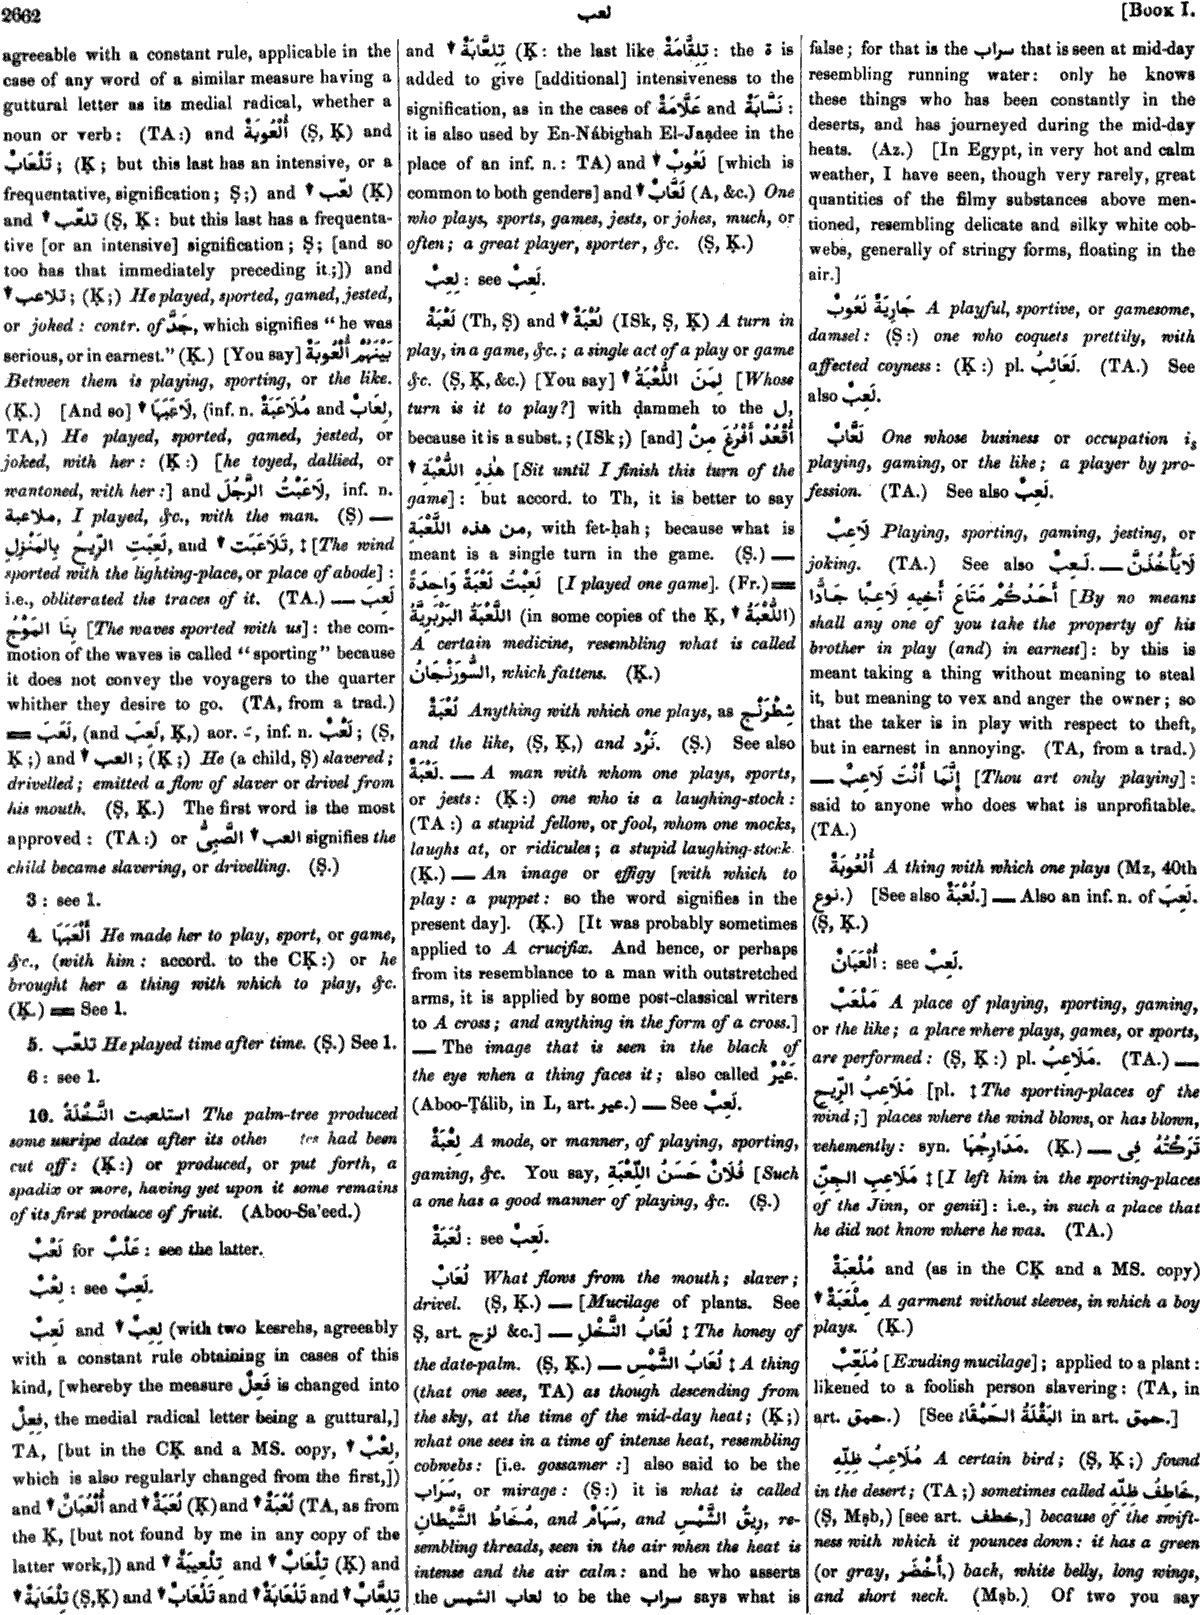 2662
لعب
[BOOK I.
agreeable with a constant rule, applicable in the
case of any word of a similar measure having a
guttural letter as its medial radical, whether a
noun or verb: (TA:) and أُلْعُوبَةٌ (Ṣ, Ḳ) and
تَلْعَابٌ; (Ḳ; but this last has an intensive, or a
frequentative, signification; Ṣ;) and ▼ لعّب (Ḳ)
and ▼ تلعّب (Ṣ, Ḳ: but this last has a frequenta-
tive [or an intensive] signification; Ṣ; [and so
too has that immediately preceding it;]) and
▼ تلاعب; (Ḳ;) He played, sported, gamed, jested,
or joked: contr. of جَدَّ, which signifies "he was
serious, or in earnest." (Ḳ.) [You say] بَيْنَهُمْ أُلْعُوبَةٌ
Between them is playing, sporting, or the like.
(Ḳ.) [And so] ▼ لَاعَبَهَا, (inf. n. مُلَاعَبَةٌ and لِعَابٌ,
TA,) He played, sported, gamed, jested, or
joked, with her: (Ḳ:) [he toyed, dallied, or
wantoned, with her:] and لَاعَبْتُ الرَّجُلَ, inf. n.
ملاعبة, I played, &c., with the man. (Ṣ) —
لَعِبَتِ الرِّيحُ بِالمَنْزِلِ, and ▼ تَلَاعَبَت, ‡ [The wind
sported with the lighting-place, or place of abode]:
i.e., obliterated the traces of it. (TA.) — لَعِبَ
بِنَا المَوْجُ [The waves sported with us]: the com-
motion of the waves is called "sporting" because
it does not convey the voyagers to the quarter
whither they desire to go. (TA, from a trad.)
== لَعَبَ, (and لَعِبَ, Ḳ,) aor. ـَ, inf. n. لَعْبٌ; (Ṣ,
Ḳ;) and ▼ العب; (Ḳ;) He (a child, Ṣ) slavered;
drivelled; emitted a flow of slaver or drivel from
his mouth. (Ṣ, Ḳ.) The first word is the most
approved: (TA:) or ▼ العب الصَّبِىُّ signifies the
child became slavering, or drivelling. (Ṣ.)
3: see 1.
4. أَلْعَبَهَا He made her to play, sport, or game,
&c., (with him: accord. to the CḲ:) or he
brought her a thing with which to play, &c.
(Ḳ.) == See 1.
5. تلعّب He played time after time. (Ṣ.) See 1.
6: see 1.
10. استلعبت النَّخْلَةُ The palm-tree produced
some unripe dates after its other had been
cut off: (Ḳ:) or produced, or put forth, a
spadix or more, having yet upon it some remains
of its first produce of fruit. (Aboo-Sa'eed.)
لَعْبٌ for عَلْبٌ: see the latter.
لِعْبٌ: see لَعِبٌ.
لَعِبٌ and ▼ لِعِبٌ (with two kesrehs, agreeably
with a constant rule obtaining in cases of this
kind, [whereby the measure فَعِلٌ is changed into
فِعِلٌ, the medial radical letter being a guttural,]
TA, [but in the CḲ and a MS. copy, ▼ لِعْبٌ,
which is also regularly changed from the first,])
and أُلْعُبَانٌ and ▼ لُعَبَةٌ (Ḳ) and ▼ لُعْبَةٌ (TA, as from
the Ḳ, [but not found by me in any copy of the
latter work,]) and ▼ تِلْعِيبَةٌ and ▼ تِلْعَابٌ (Ḳ) and
▼ تِلْعَابَةٌ (Ṣ,Ḳ) and ▼ تَلْعَابٌ and ▼ تَلْعَابَةٌ and ▼ تِلِعَّابٌ
and ▼ تِلِعَّابَةٌ (Ḳ: the last like تِلِقَّامَةٌ: the ة is
added to give [additional] intensiveness to the
signification, as in the cases of عَلَّامَةٌ and نَسَّابَةٌ:
it is also used by En-Nábighah El-Jaạdee in the
place of an inf. n.: TA) and ▼ لَعُوبٌ [which is
common to both genders] and ▼ لَعَّابٌ (A, &c.) One
who plays, sports, games, jests, or jokes, much, or
often; a great player, sporter, &c. (Ṣ, Ḳ.)
لِعِبٌ: see لَعِبٌ.
لَعْبَةٌ (Th, Ṣ) and ▼ لُعْبَةٌ (ISk, Ṣ, Ḳ) A turn in
play, in a game, &c.; a single act of a play or game
&c. (Ṣ, Ḳ, &c.) [You say] ▼ لِمَنِ اللُّعْبَةُ [Whose
turn is it to play?] with ḍammeh to the ل,
because it is a subst.; (ISk;) [and] أُقْعُدْ أَفْرُغَ مِنْ
▼ هٰذِهِ اللُّعْبَةِ [Sit until I finish this turn of the
game]: but accord. to Th, it is better to say
من هذه اللَّعْبَةِ, with fet-ḥah; because what is
meant is a single turn in the game. (Ṣ.) —
لَعِبْتُ لَعْبَةً وَاحِدَةً [I played one game]. (Fr.) ==
اللَّعْبَةُ البَرْبَرِيَّةُ (in some copies of the Ḳ, ▼ اللُّعْبَةُ)
A certain medicine, resembling what is called
السُّورَنْجَانُ, which fattens. (Ḳ.)
لُعْبَةٌ Anything with which one plays, as شِطْرَنْج
and the like, (Ṣ, Ḳ,) and نَرْد. (Ṣ.) See also
لَعْبَةٌ. — A man with whom one plays, sports,
or jests: (Ḳ:) one who is a laughing-stock:
(TA:) a stupid fellow, or fool, whom one mocks,
laughs at, or ridicules; a stupid laughing-stock.
(Ḳ.) — An image or effigy [with which to
play: a puppet: so the word signifies in the
present day]. (Ḳ.) [It was probably sometimes
applied to A crucifix. And hence, or perhaps
from its resemblance to a man with outstretched
arms, it is applied by some post-classical writers
to A cross; and anything in the form of a cross.]
— The image that is seen in the black of
the eye when a thing faces it; also called عَيْرٌ.
(Aboo-Ṭálib, in L, art. عير.) — See لَعِبٌ.
لِعْبَةٌ A mode, or manner, of playing, sporting,
gaming, &c. You say, فُلَانٌ حَسَنُ اللِّعْبَةِ [Such
a one has a good manner of playing, &c. (Ṣ.)
لُعَبَةٌ: see لَعِبٌ.
لُعَابٌ What flows from the mouth; slaver;
drivel. (Ṣ, Ḳ.) — [Mucilage of plants. See
Ṣ, art. لزج &c.] — لُعَابُ النَّحْلِ ‡ The honey of
the date-palm. (Ṣ, Ḳ.) — لُعَابُ الشَّمْسِ ‡ A thing
(that one sees, TA) as though descending from
the sky, at the time of the mid-day heat; (Ḳ;)
what one sees in a time of intense heat, resembling
cobwebs: [i.e. gossamer:] also said to be the
سَرَاب, or mirage: (Ṣ:) it is what is called
مُخَاطُ الشَّيْطَانِ, and سَهَامٌ, and رِيقُ الشَّمْسِ, re-
sembling threads, seen in the air when the heat is
intense and the air calm: and he who asserts
the لعاب الشمس to be the سراب says what is
false; for that is the سراب that is seen at mid-day
resembling running water: only he knows
these things who has been constantly in the
deserts, and has journeyed during the mid-day
heats. (Az.) [In Egypt, in very hot and calm
weather, I have seen, though very rarely, great
quantities of the filmy substances above men-
tioned, resembling delicate and silky white cob-
webs, generally of stringy forms, floating in the
air.]
جَارِيَةٌ لَعُوبٌ A playful, sportive, or gamesome,
damsel: (Ṣ:) one who coquets prettily, with
affected coyness: (Ḳ:) pl. لَعَائِبُ. (TA.) See
also لَعِبٌ.
لَعَّابٌ One whose business or occupation is
playing, gaming, or the like; a player by pro-
fession. (TA.) See also لَعِبٌ.
لَاعِبٌ Playing, sporting, gaming, jesting, or
joking. (TA.) See also لَعِبٌ. — لَا يَأْخُذَنَّ
أَحَدُكُمْ مَتَاعَ أَخِيهِ لَاعِبًا جَادًّا [By no means
shall any one of you take the property of his
brother in play (and) in earnest]: by this is
meant taking a thing without meaning to steal
it, but meaning to vex and anger the owner; so
that the taker is in play with respect to theft,
but in earnest in annoying. (TA, from a trad.)
— إِنَّمَا أَنْتَ لَاعِبٌ [Thou art only playing]:
said to anyone who does what is unprofitable.
(TA.)
أُلْعُوبَةٌ A thing with which one plays (Mz, 40th
نوع.) [See also لُعْبَةٌ.] — Also an inf. n. of لَعِبَ.
(Ṣ, Ḳ.)
أُلْعُبَانٌ: see لَعِبٌ.
مَلْعَبٌ A place of playing, sporting, gaming,
or the like; a place where plays, games, or sports,
are performed: (Ṣ, Ḳ:) pl. مَلَاعِبُ. (TA.) —
مَلَاعِبُ الرِّيحِ [pl. ‡ The sporting-places of the
wind;] places where the wind blows, or has blown,
vehemently: syn. مَدَارِجُهَا. (Ḳ.) — تَرَكْتُهُ فِى
مَلَاعِبِ الجِنِّ ‡ [I left him in the sporting-places
of the Jinn, or genii]: i.e., in such a place that
he did not know where he was. (TA.)
مُلْعَبَةٌ and (as in the CḲ and a MS. copy)
▼ مِلْعَبَةٌ A garment without sleeves, in which a boy
plays. (Ḳ.)
مُلَعِّبٌ [Exuding mucilage]; applied to a plant:
likened to a foolish person slavering: (TA, in
art. حمق.) [See البَقْلَةُ الحَمْقَاءُ in art. حمق.]
مُلَاعِبُ ظِلِّهِ A certain bird; (Ṣ, Ḳ;) found
in the desert; (TA;) sometimes called خَاطِفُ ظِلِّهِ,
(Ṣ, Mṣb,) [see art. خطف,] because of the swift-
ness with which it pounces down: it has a green
(or gray, أَخْضَر,) back, white belly, long wings,
and short neck. (Mṣb.) Of two you say